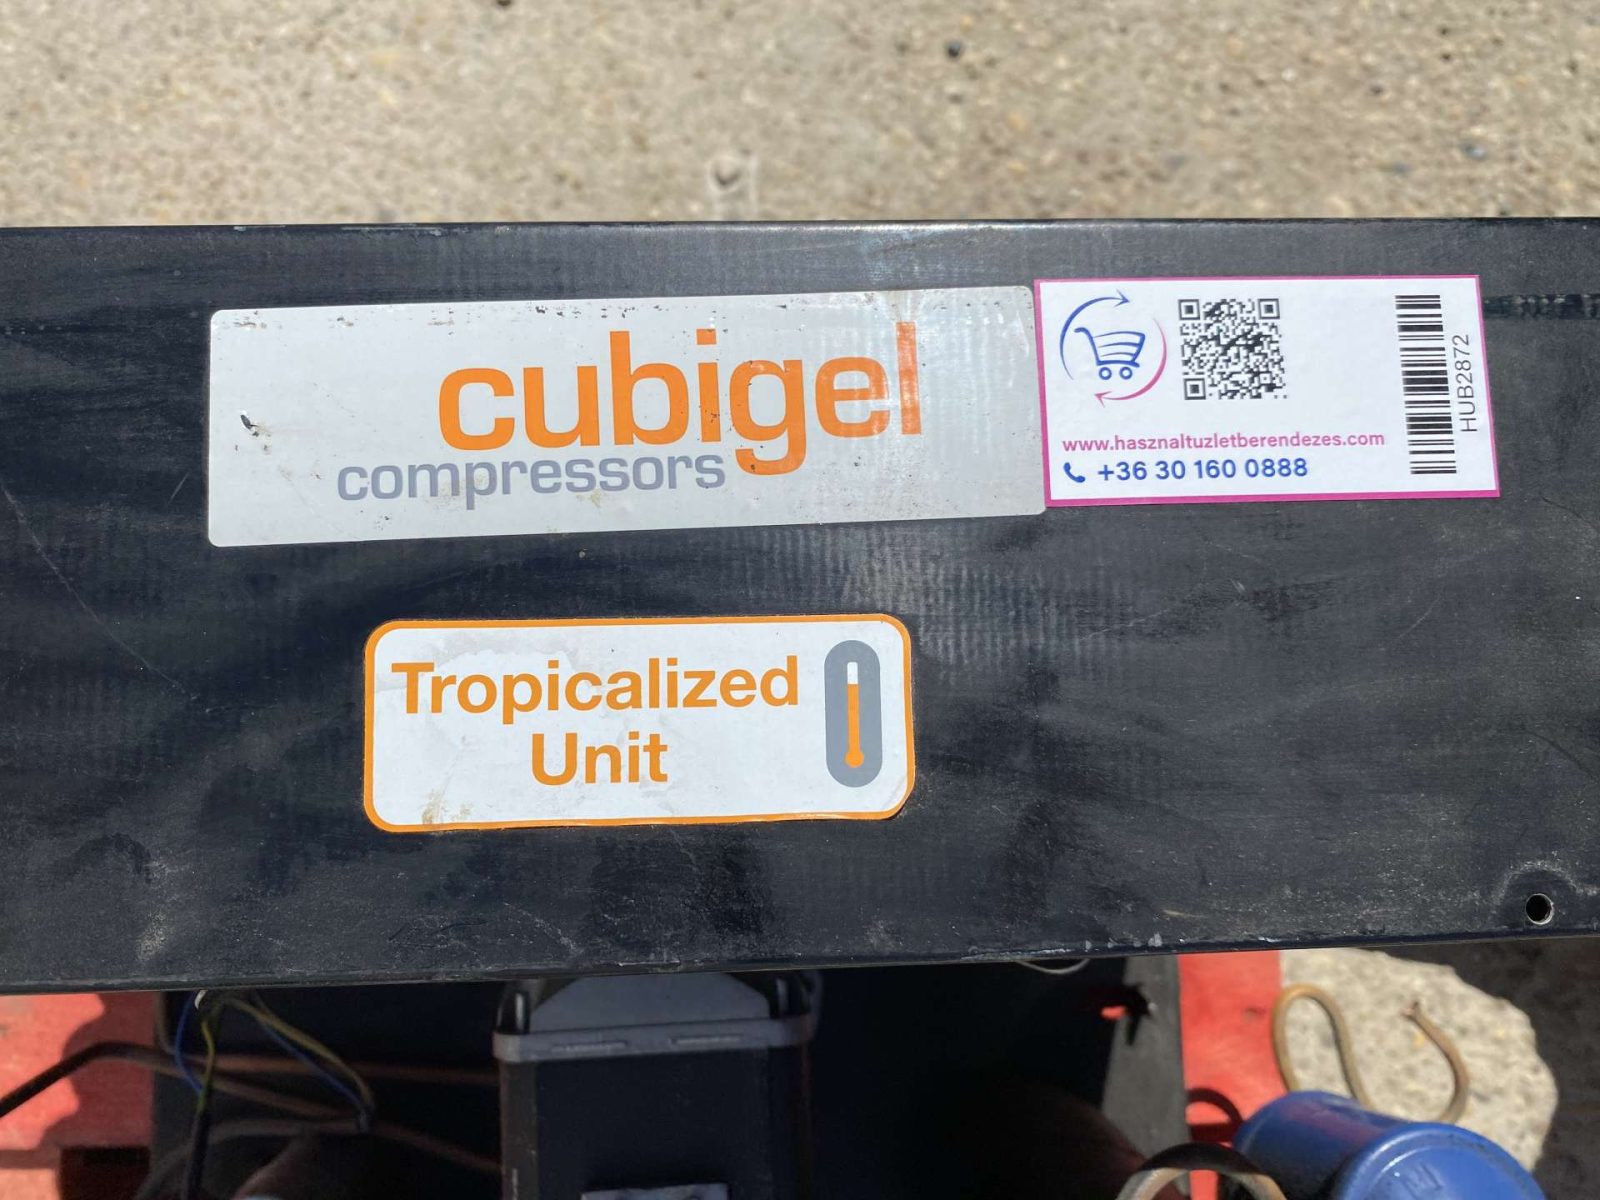 cubigel
compressors
www.hasznaltuzletberendezes.com
+36 30 160 0888
HUB2872
Tropicalized
Unit